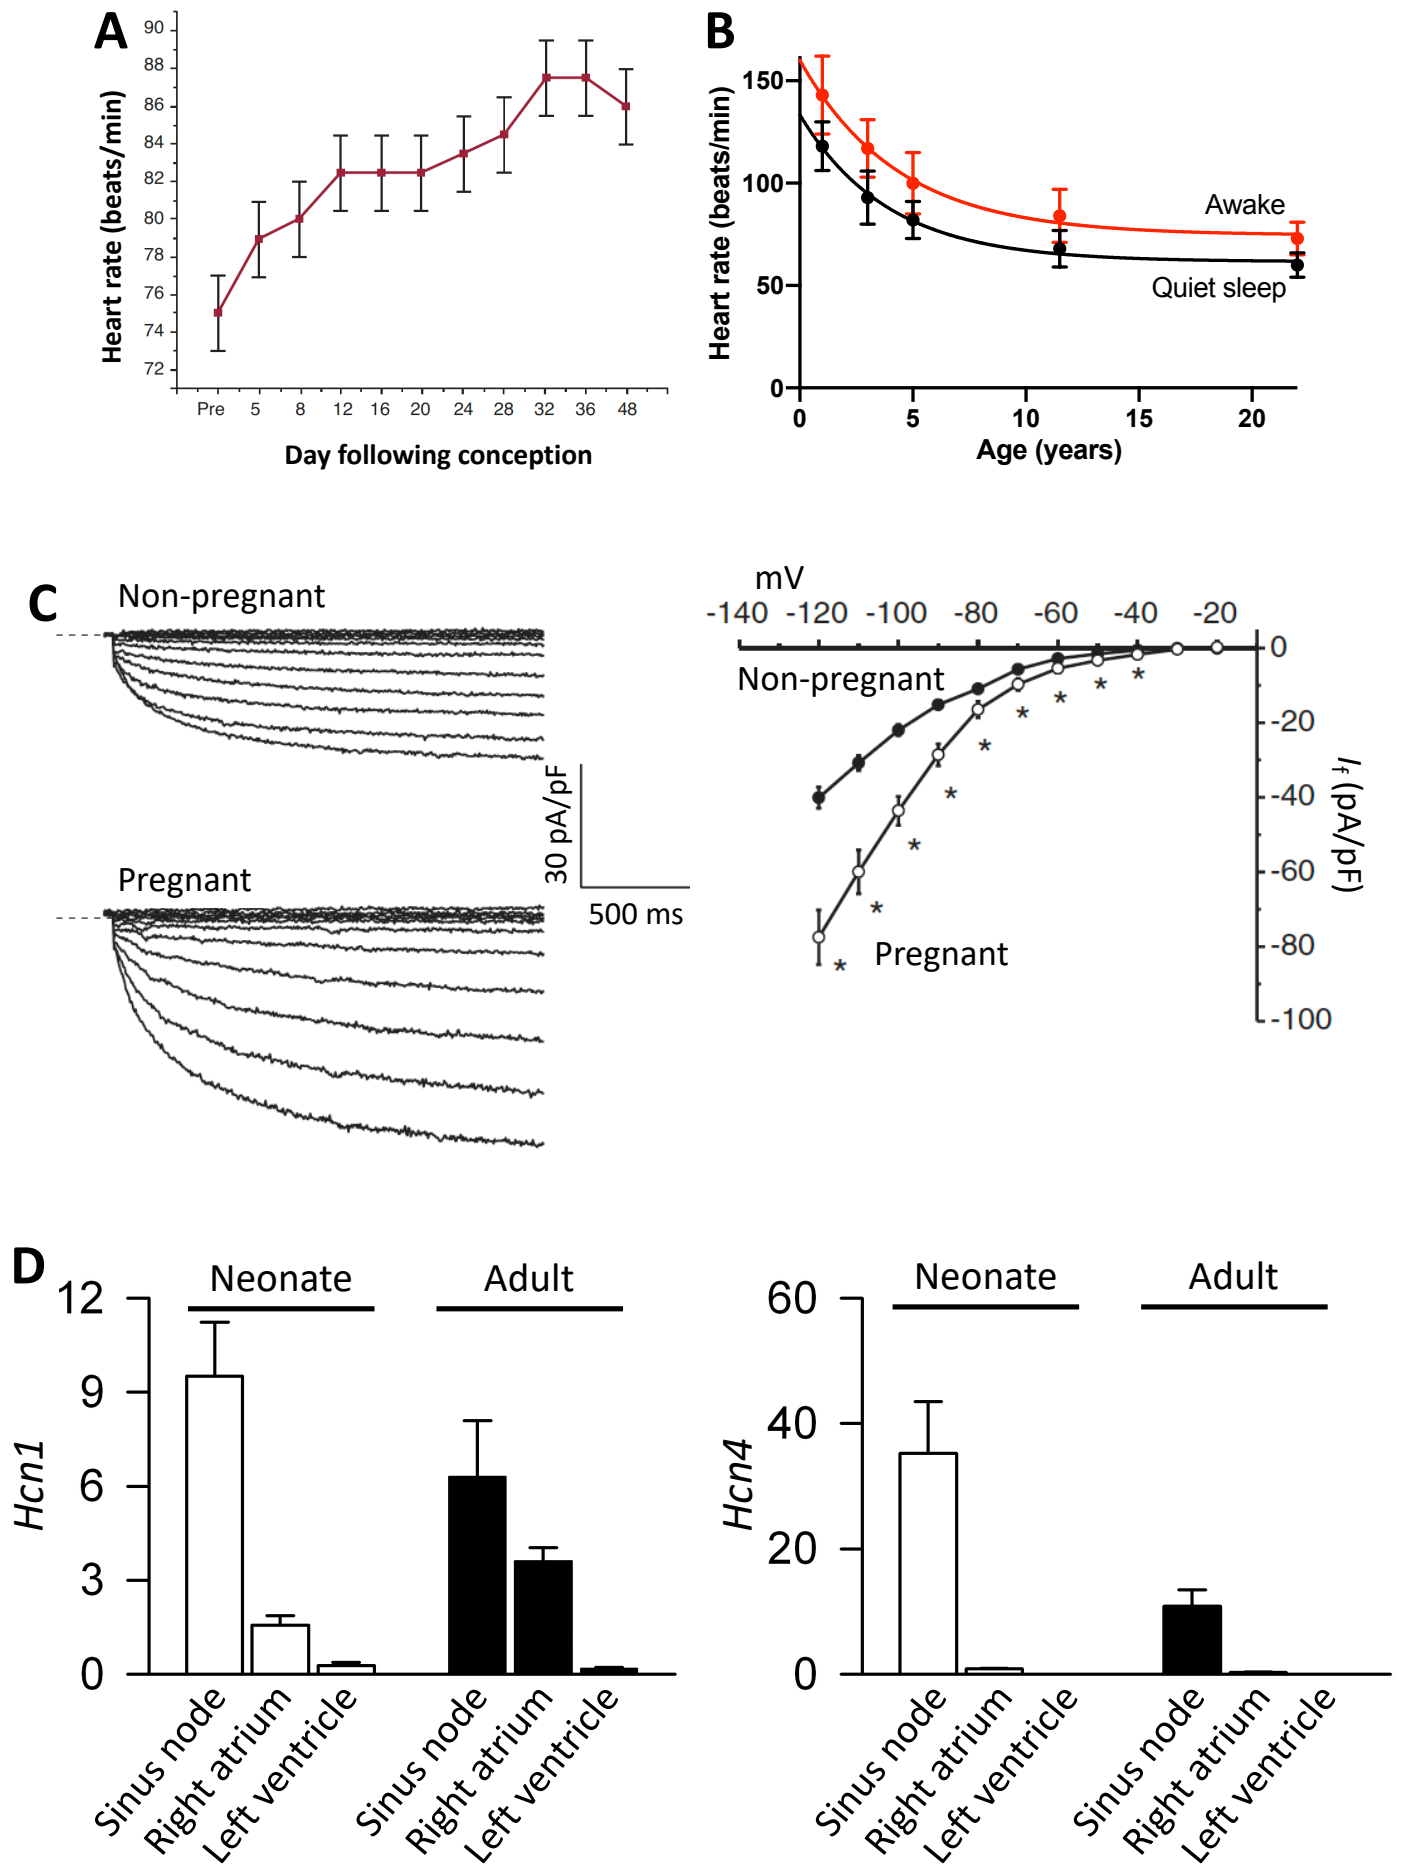 A
90
88
86
84
82
80
78
76
74
72
Heart rate (beats/min)
Pre 5 8 12 16 20 24 28 32 36 48
Day following conception
B
150
100
50
0
Heart rate (beats/min)
Awake
Quiet sleep
0 5 10 15 20
Age (years)
C
Non-pregnant
30 pA/pF
500 ms
Pregnant
mV
-140 -120 -100 -80 -60 -40 -20
0
-20
-40
-60
-80
-100
If (pA/pF)
Non-pregnant
* * * * * * * * *
Pregnant
D
Neonate Adult
12
9
6
3
0
Hcn1
Sinus node
Right atrium
Left ventricle
Sinus node
Right atrium
Left ventricle
Neonate Adult
60
40
20
0
Hcn4
Sinus node
Right atrium
Left ventricle
Sinus node
Right atrium
Left ventricle